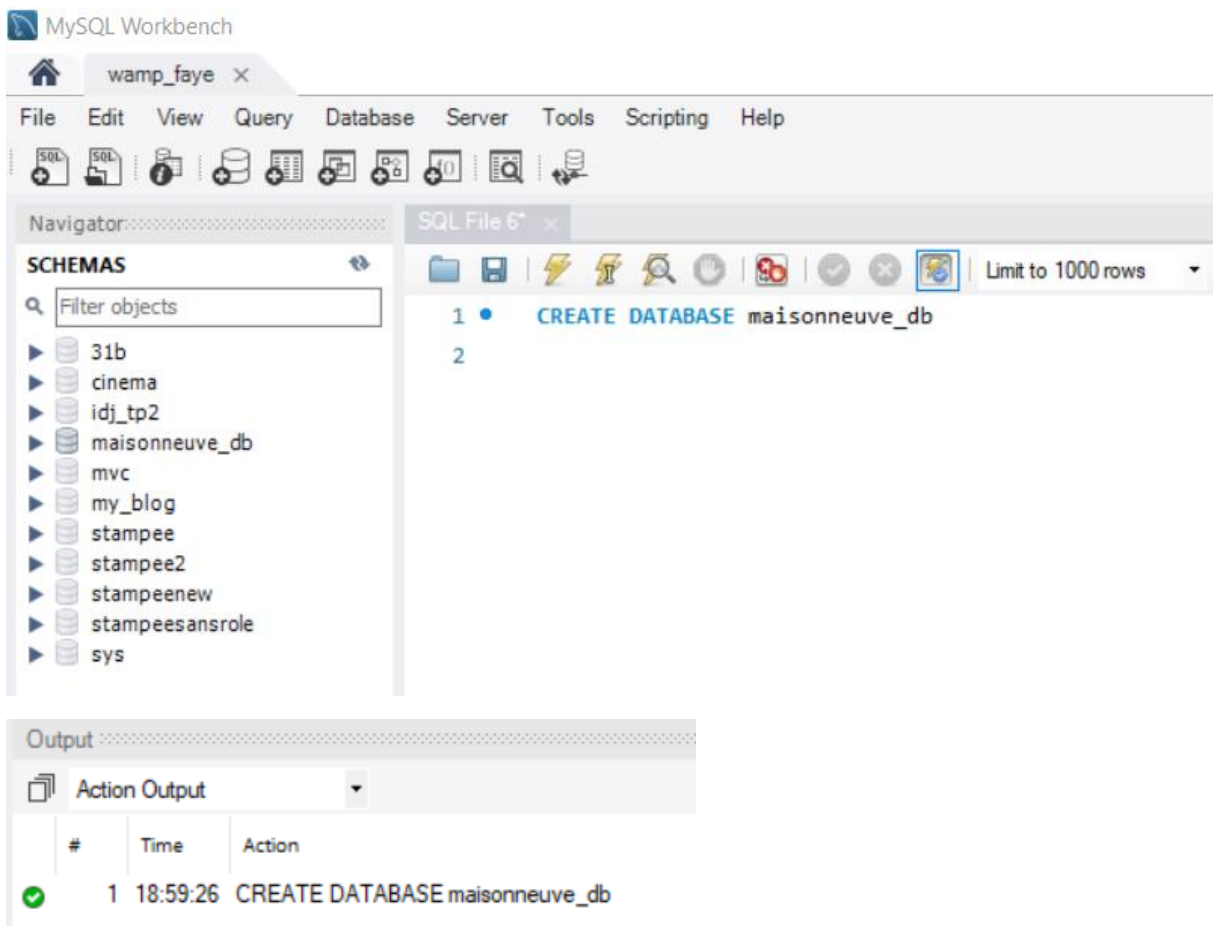 MySQL Workbench
wamp_faye
File Edit View Query Database Server Tools Scripting Help
Navigator
SQL File 6*
SCHEMAS
Limit to 1000 rows
Filter objects
1 CREATE DATABASE maisonneuve_db
2
31b
cinema
idj_tp2
maisonneuve_db
mvc
my_blog
stampee
stampee2
stampeenew
stampeesansrole
sys
Output
Action Output
# Time Action
1 18:59:26 CREATE DATABASE maisonneuve_db